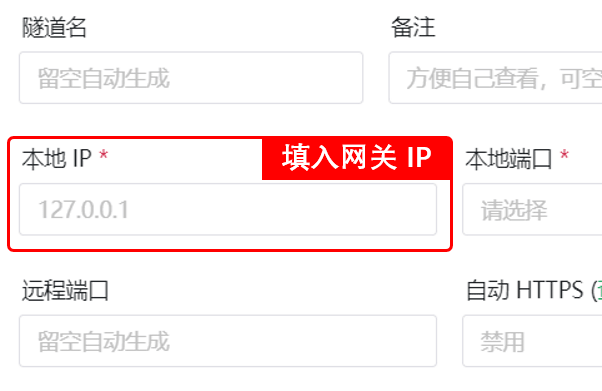 隧道名
备注
留空自动生成
方便自己查看，可空
本地 IP *
填入网关 IP
本地端口 *
127.0.0.1
请选择
远程端口
自动 HTTPS (
留空自动生成
禁用